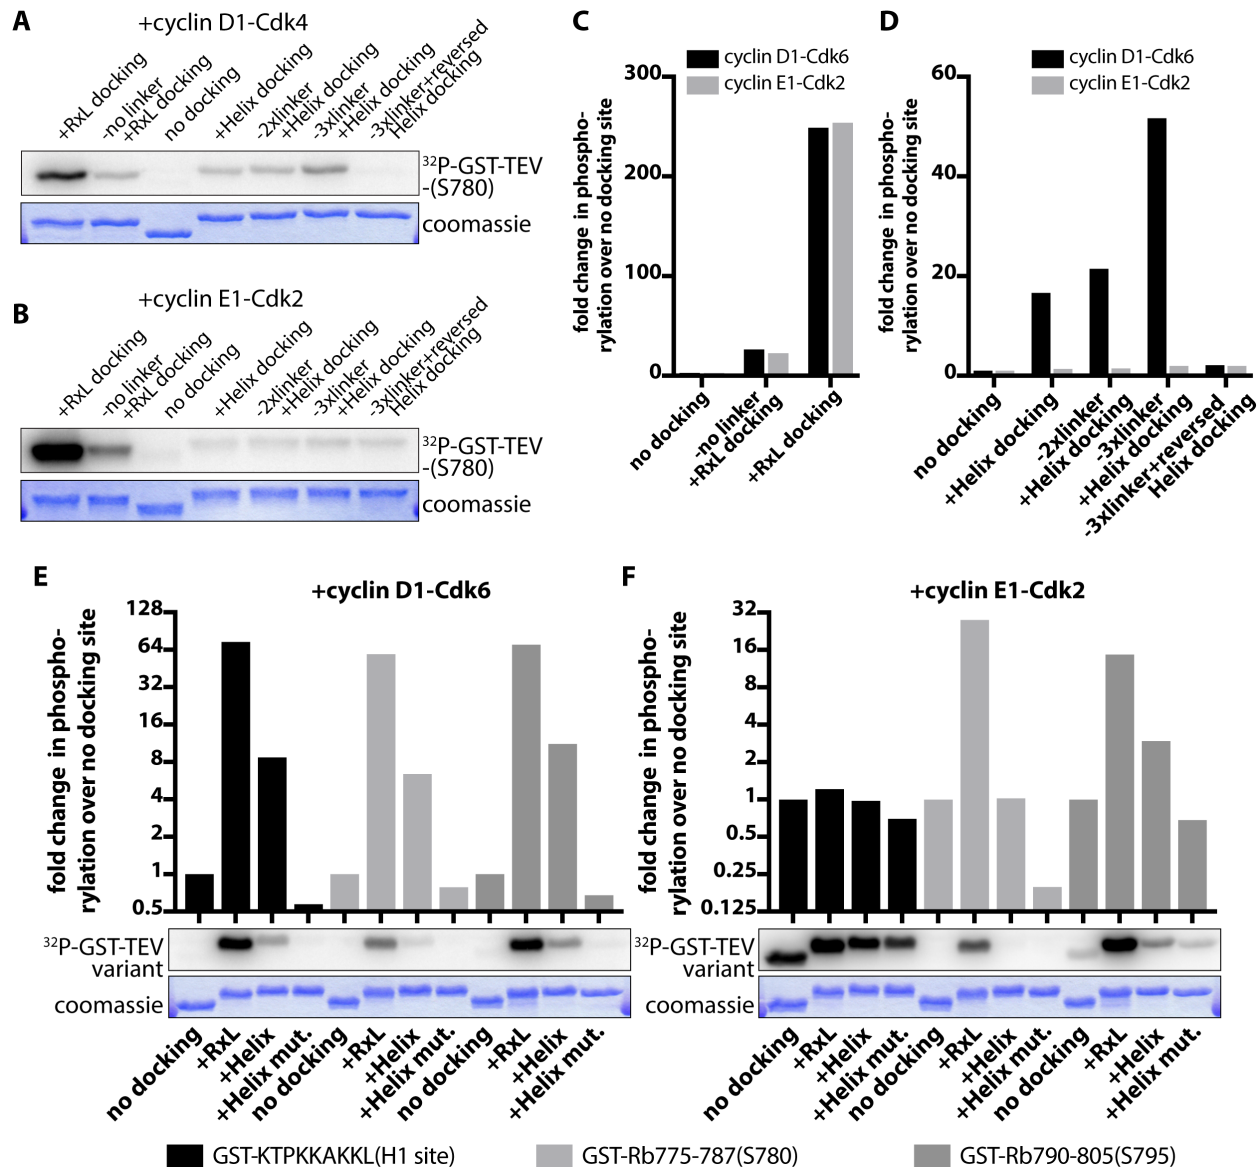 A
+cyclin D1-Cdk4
+RxL docking
-no linker
+RxL docking
no docking
+Helix docking
-2xlinker
+Helix docking
-3xlinker
+Helix docking
-3xlinker+reversed
Helix docking
32P-GST-TEV
-(S780)
coomassie
B
+cyclin E1-Cdk2
+RxL docking
-no linker
+RxL docking
no docking
+Helix docking
-2xlinker
+Helix docking
-3xlinker
+Helix docking
-3xlinker+reversed
Helix docking
32P-GST-TEV
-(S780)
coomassie
C
cyclin D1-Cdk6
cyclin E1-Cdk2
fold change in phospho-
rylation over no docking site
300
200
100
0
no docking
-no linker
+RxL docking
+RxL docking
D
cyclin D1-Cdk6
cyclin E1-Cdk2
fold change in phospho-
rylation over no docking site
60
40
20
0
no docking
+Helix docking
-2xlinker
+Helix docking
-3xlinker
+Helix docking
-3xlinker+reversed
Helix docking
E
+cyclin D1-Cdk6
fold change in phospho-
rylation over no docking site
128
64
32
16
8
4
2
1
0.5
32P-GST-TEV
variant
coomassie
no docking
+RxL
+Helix
+Helix mut.
no docking
+RxL
+Helix
+Helix mut.
no docking
+RxL
+Helix
+Helix mut.
F
+cyclin E1-Cdk2
fold change in phospho-
rylation over no docking site
32
16
8
4
2
1
0.5
0.25
0.125
32P-GST-TEV
variant
coomassie
no docking
+RxL
+Helix
+Helix mut.
no docking
+RxL
+Helix
+Helix mut.
no docking
+RxL
+Helix
+Helix mut.
GST-KTPKKAKKL(H1 site)
GST-Rb775-787(S780)
GST-Rb790-805(S795)